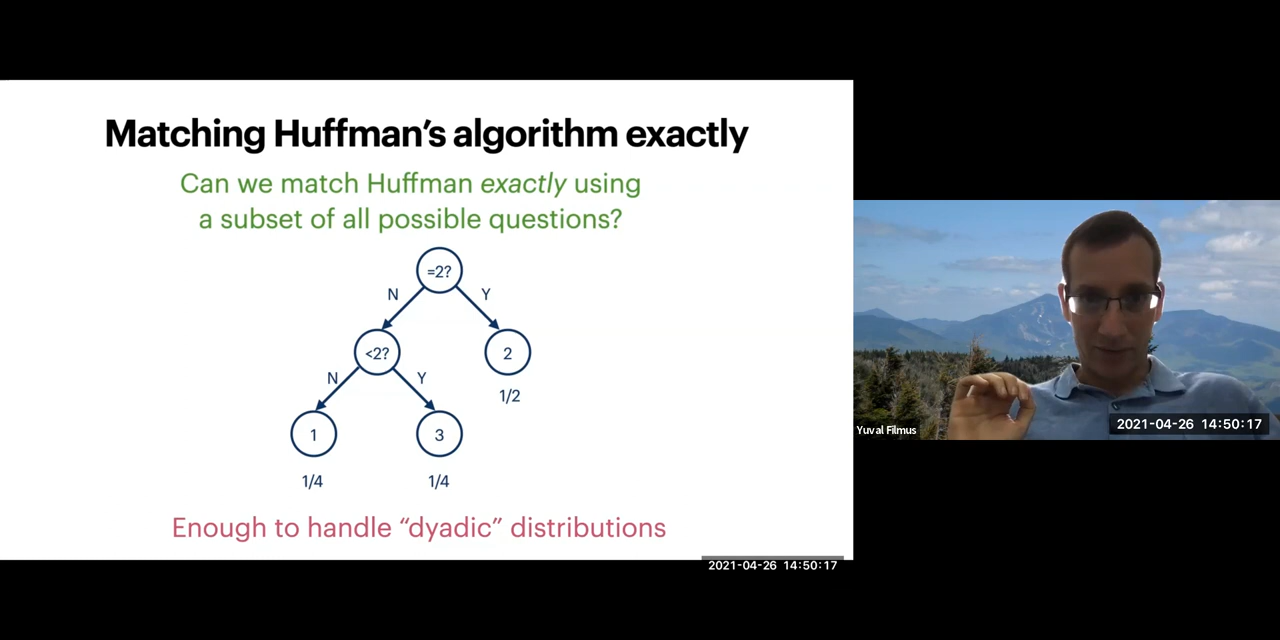 Matching Huffman's algorithm exactly
Can we match Huffman exactly using
a subset of all possible questions?
=2?
N
Y
<2?
2
N
Y
1/2
1
3
1/4
1/4
Enough to handle “dyadic” distributions
2021-04-26 14:50:17
Yuval Filmus
2021-04-26 14:50:17